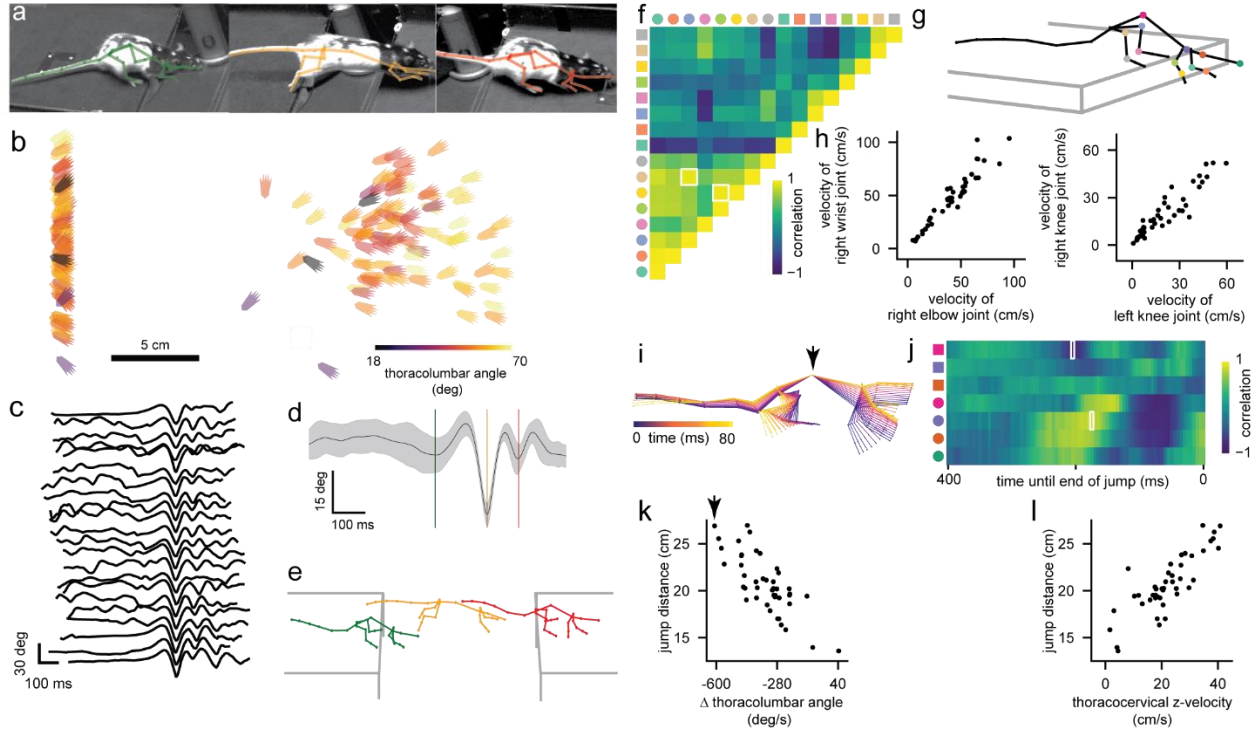 a
b
5 cm
18
70
thoracolumbar angle
(deg)
c
30 deg
100 ms
d
15 deg
100 ms
e
f
1
correlation
−1
g
h
velocity of
right wrist joint (cm/s)
100
50
0
0
50
100
velocity of
right elbow joint (cm/s)
velocity of
right knee joint (cm/s)
60
30
0
0
30
60
velocity of
left knee joint (cm/s)
i
0 time (ms) 80
j
400
time until end of jump (ms)
0
1
correlation
−1
k
jump distance (cm)
25
20
15
-600
-280
40
Δ thoracolumbar angle
(deg/s)
l
jump distance (cm)
25
20
15
0
20
40
thoracocervical z-velocity
(cm/s)